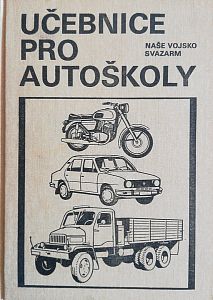 UČEBNICE
PRO
AUTOŠKOLY
NAŠE VOJSKO
SVAZARM